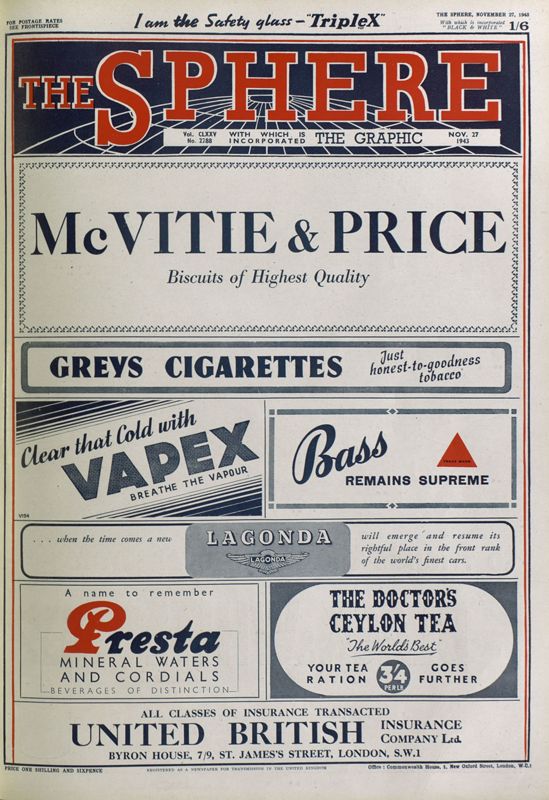 FOR POSTAGE RATES
SEE FRONTISPIECE
I am the Safety glass – "TripleX"
THE SPHERE, NOVEMBER 27, 1943
With which is incorporated
"BLACK & WHITE."
1/6
THE SPHERE
Vol. CLXXV
No. 2288
WITH WHICH IS
INCORPORATED
THE GRAPHIC
NOV. 27
1943
McVITIE & PRICE
Biscuits of Highest Quality
GREYS CIGARETTES
Just
honest-to-goodness
tobacco
Clear that Cold with
VAPEX
BREATHE THE VAPOUR
V194
Bass
TRADE MARK
REMAINS SUPREME
. . . when the time comes a new
LAGONDA
LAGONDA
will emerge and resume its
rightful place in the front rank
of the world's finest cars.
A name to remember
Presta
MINERAL WATERS
AND CORDIALS
BEVERAGES OF DISTINCTION
THE DOCTOR'S
CEYLON TEA
"The World's Best"
YOUR TEA
RATION
3/4
PER LB
GOES
FURTHER
ALL CLASSES OF INSURANCE TRANSACTED
UNITED BRITISH INSURANCE
COMPANY Ltd.
BYRON HOUSE, 7/9, ST. JAMES'S STREET, LONDON, S.W.1
PRICE ONE SHILLING AND SIXPENCE
REGISTERED AS A NEWSPAPER FOR TRANSMISSION IN THE UNITED KINGDOM
Office : Commonwealth House, 1, New Oxford Street, London, W.C.1